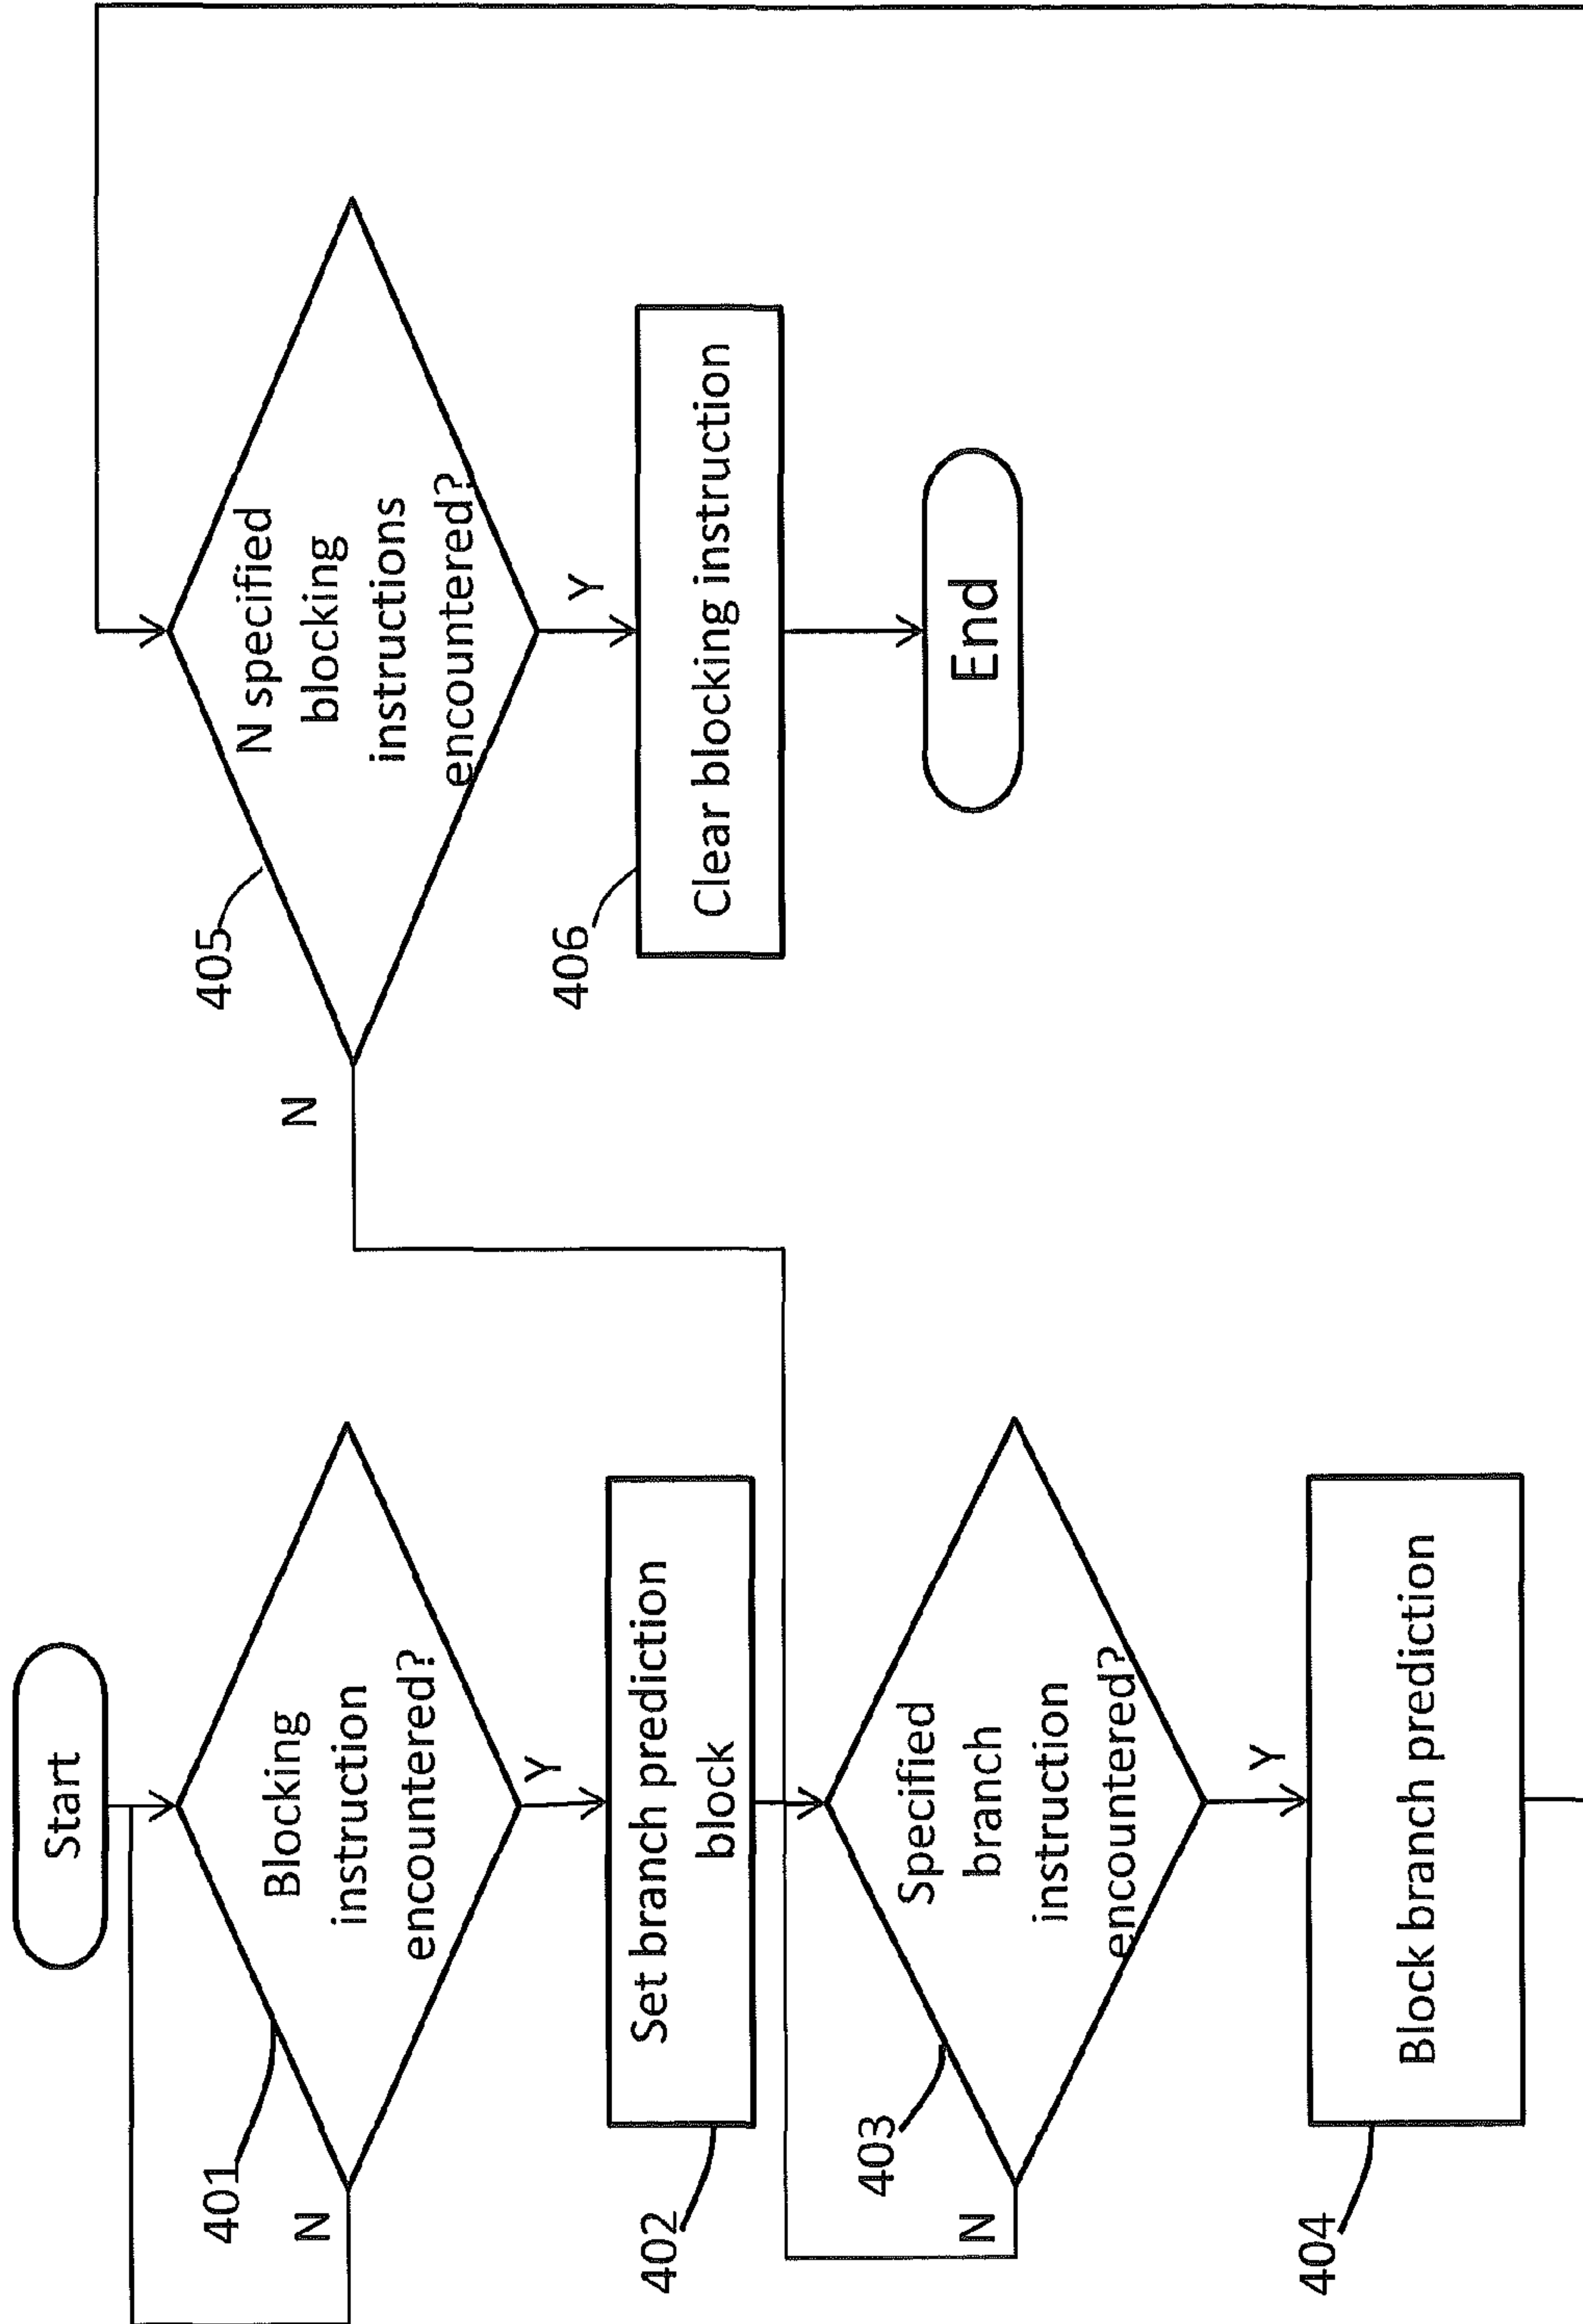 Start
401
Blocking
instruction
encountered?
N
Y
402
Set branch prediction
block
403
Specified
branch
instruction
encountered?
N
Y
404
Block branch prediction
405
N specified
blocking
instructions
encountered?
N
Y
406
Clear blocking instruction
End